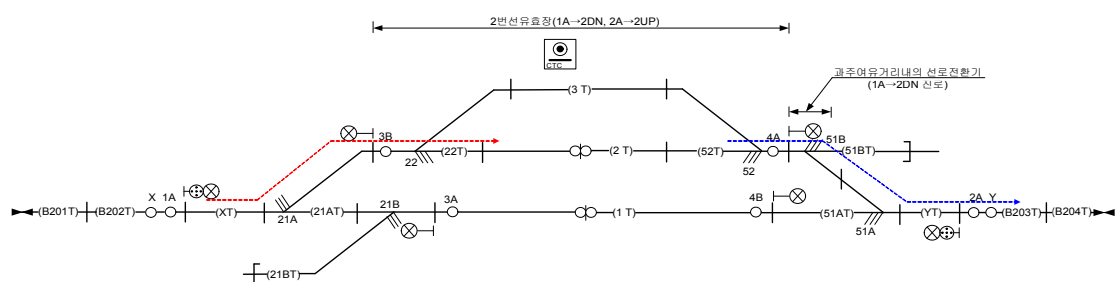 2번선유효장(1A→2DN, 2A→2UP)
CTC
과주여유거리내의 선로전환기
(1A→2DN 진로)
(3 T)
3B
4A
51B
22
(22T)
(2 T)
(52T)
52
(51BT)
X 1A
21B
3A
4B
2A Y
(B201T)
(B202T)
(XT)
21A
(21AT)
(1 T)
(51AT)
51A
(YT)
(B203T)
(B204T)
(21BT)